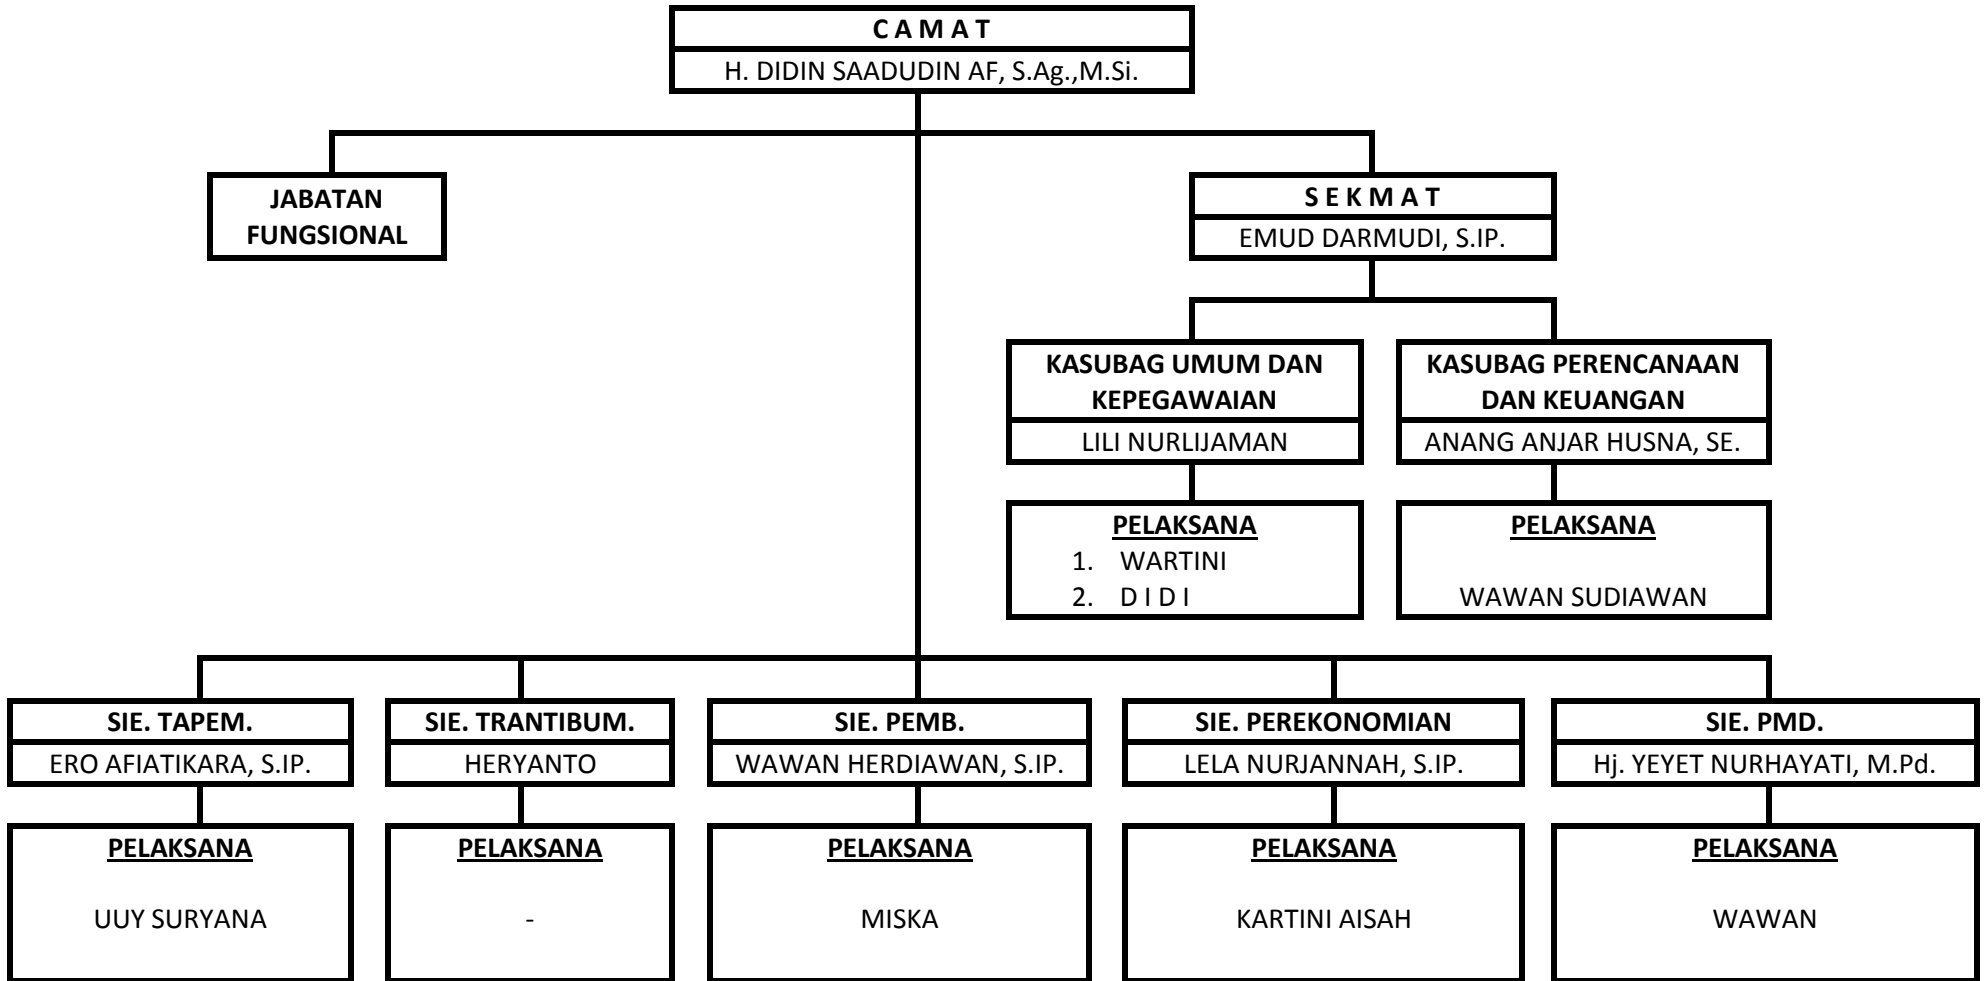 C A M A T
H. DIDIN SAADUDIN AF, S.Ag.,M.Si.
JABATAN
FUNGSIONAL
S E K M A T
EMUD DARMUDI, S.IP.
KASUBAG UMUM DAN
KEPEGAWAIAN
LILI NURLIJAMAN
KASUBAG PERENCANAAN
DAN KEUANGAN
ANANG ANJAR HUSNA, SE.
PELAKSANA
1. WARTINI
2. D I D I
PELAKSANA
WAWAN SUDIAWAN
SIE. TAPEM.
ERO AFIATIKARA, S.IP.
SIE. TRANTIBUM.
HERYANTO
SIE. PEMB.
WAWAN HERDIAWAN, S.IP.
SIE. PEREKONOMIAN
LELA NURJANNAH, S.IP.
SIE. PMD.
Hj. YEYET NURHAYATI, M.Pd.
PELAKSANA
UUY SURYANA
PELAKSANA
-
PELAKSANA
MISKA
PELAKSANA
KARTINI AISAH
PELAKSANA
WAWAN